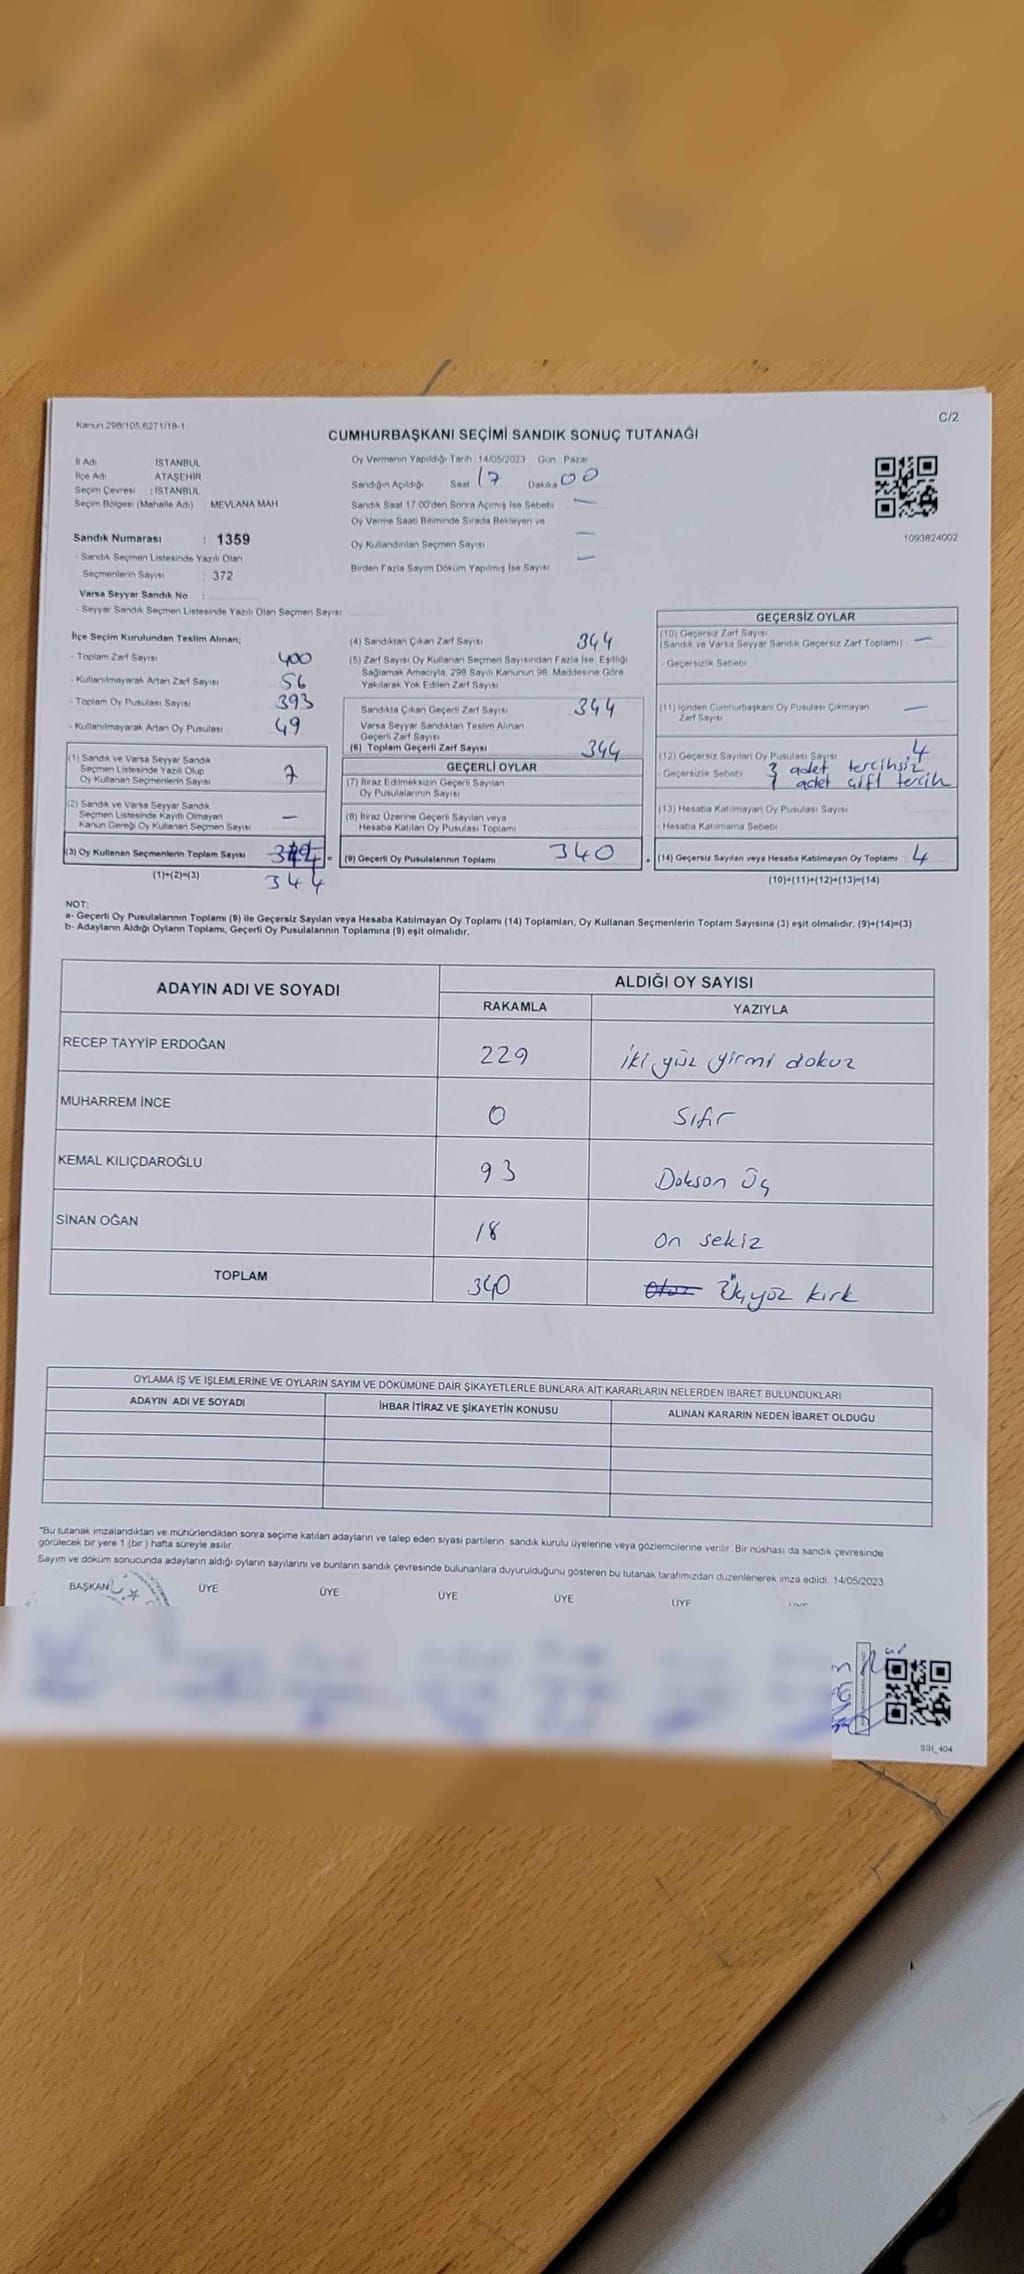 Kanun 298/105,6271/18-1
C/2
CUMHURBAŞKANI SEÇİMİ SANDIK SONUÇ TUTANAĞI
İl Adı : İSTANBUL
İlçe Adı : ATAŞEHİR
Seçim Çevresi : İSTANBUL
Seçim Bölgesi (Mahalle Adı) : MEVLANA MAH
Sandık Numarası : 1359
- Sandık Seçmen Listesinde Yazılı Olan
Seçmenlerin Sayısı : 372
Varsa Seyyar Sandık No :
- Seyyar Sandık Seçmen Listesinde Yazılı Olan Seçmen Sayısı
Oy Vermenin Yapıldığı Tarih :14/05/2023 Gün : Pazar
Sandığın Açıldığı Saat 17 Dakika 00
Sandık Saat 17.00'den Sonra Açılmış İse Sebebi —
Oy Verme Saati Bitiminde Sırada Bekleyen ve
Oy Kullandırılan Seçmen Sayısı —
Birden Fazla Sayım Döküm Yapılmış İse Sayısı —
1093824002
İlçe Seçim Kurulundan Teslim Alınan;
- Toplam Zarf Sayısı 400
- Kullanılmayarak Artan Zarf Sayısı 56
- Toplam Oy Pusulası Sayısı 393
- Kullanılmayarak Artan Oy Pusulası 49
(1) Sandık ve Varsa Seyyar Sandık
Seçmen Listesinde Yazılı Olup
Oy Kullanan Seçmenlerin Sayısı
(2) Sandık ve Varsa Seyyar Sandık
Seçmen Listesinde Kayıtlı Olmayan
Kanun Gereği Oy Kullanan Seçmen Sayısı —
(3) Oy Kullanan Seçmenlerin Toplam Sayısı
(1)+(2)=(3) 344
(4) Sandıktan Çıkan Zarf Sayısı 344
(5) Zarf Sayısı Oy Kullanan Seçmen Sayısından Fazla İse, Eşitliği
Sağlamak Amacıyla, 298 Sayılı Kanunun 98. Maddesine Göre
Yakılarak Yok Edilen Zarf Sayısı
Sandıkta Çıkan Geçerli Zarf Sayısı 344
Varsa Seyyar Sandıktan Teslim Alınan
Geçerli Zarf Sayısı
(6) Toplam Geçerli Zarf Sayısı 344
GEÇERLİ OYLAR
(7) İtiraz Edilmeksizin Geçerli Sayılan
Oy Pusulalarının Sayısı
(8) İtiraz Üzerine Geçerli Sayılan veya
Hesaba Katılan Oy Pusulası Toplamı
= (9) Geçerli Oy Pusulalarının Toplamı 340
GEÇERSİZ OYLAR
(10) Geçersiz Zarf Sayısı
(Sandık ve Varsa Seyyar Sandık Geçersiz Zarf Toplamı) —
- Geçersizlik Sebebi
(11) İçinden Cumhurbaşkanı Oy Pusulası Çıkmayan
Zarf Sayısı —
(12) Geçersiz Sayılan Oy Pusulası Sayısı 4
- Geçersizlik Sebebi 3 adet tercihsiz
1 adet çift tercih
(13) Hesaba Katılmayan Oy Pusulası Sayısı
- Hesaba Katılmama Sebebi
+ (14) Geçersiz Sayılan veya Hesaba Katılmayan Oy Toplamı 4
(10)+(11)+(12)+(13)=(14)
NOT:
a- Geçerli Oy Pusulalarının Toplamı (9) ile Geçersiz Sayılan veya Hesaba Katılmayan Oy Toplamı (14) Toplamları, Oy Kullanan Seçmenlerin Toplam Sayısına (3) eşit olmalıdır. (9)+(14)=(3)
b- Adayların Aldığı Oyların Toplamı, Geçerli Oy Pusulalarının Toplamına (9) eşit olmalıdır.
ADAYIN ADI VE SOYADI
ALDIĞI OY SAYISI
RAKAMLA YAZIYLA
RECEP TAYYİP ERDOĞAN 229 iki yüz yirmi dokuz
MUHARREM İNCE 0 Sıfır
KEMAL KILIÇDAROĞLU 93 Doksan Üç
SİNAN OĞAN 18 on sekiz
TOPLAM 340 Üçyüz kırk
OYLAMA İŞ VE İŞLEMLERİNE VE OYLARIN SAYIM VE DÖKÜMÜNE DAİR ŞİKAYETLERLE BUNLARA AİT KARARLARIN NELERDEN İBARET BULUNDUKLARI
ADAYIN ADI VE SOYADI İHBAR İTİRAZ VE ŞİKAYETİN KONUSU ALINAN KARARIN NEDEN İBARET OLDUĞU
*Bu tutanak imzalandıktan ve mühürlendikten sonra seçime katılan adayların ve talep eden siyasi partilerin sandık kurulu üyelerine veya gözlemcilerine verilir. Bir nüshası da sandık çevresinde
görülecek bir yere 1 (bir ) hafta süreyle asılır.
Sayım ve döküm sonucunda adayların aldığı oyların sayılarını ve bunların sandık çevresinde bulunanlara duyurulduğunu gösteren bu tutanak tarafımızdan düzenlenerek imza edildi. 14/05/2023
BAŞKAN ÜYE ÜYE ÜYE ÜYE ÜYE
SSI_404